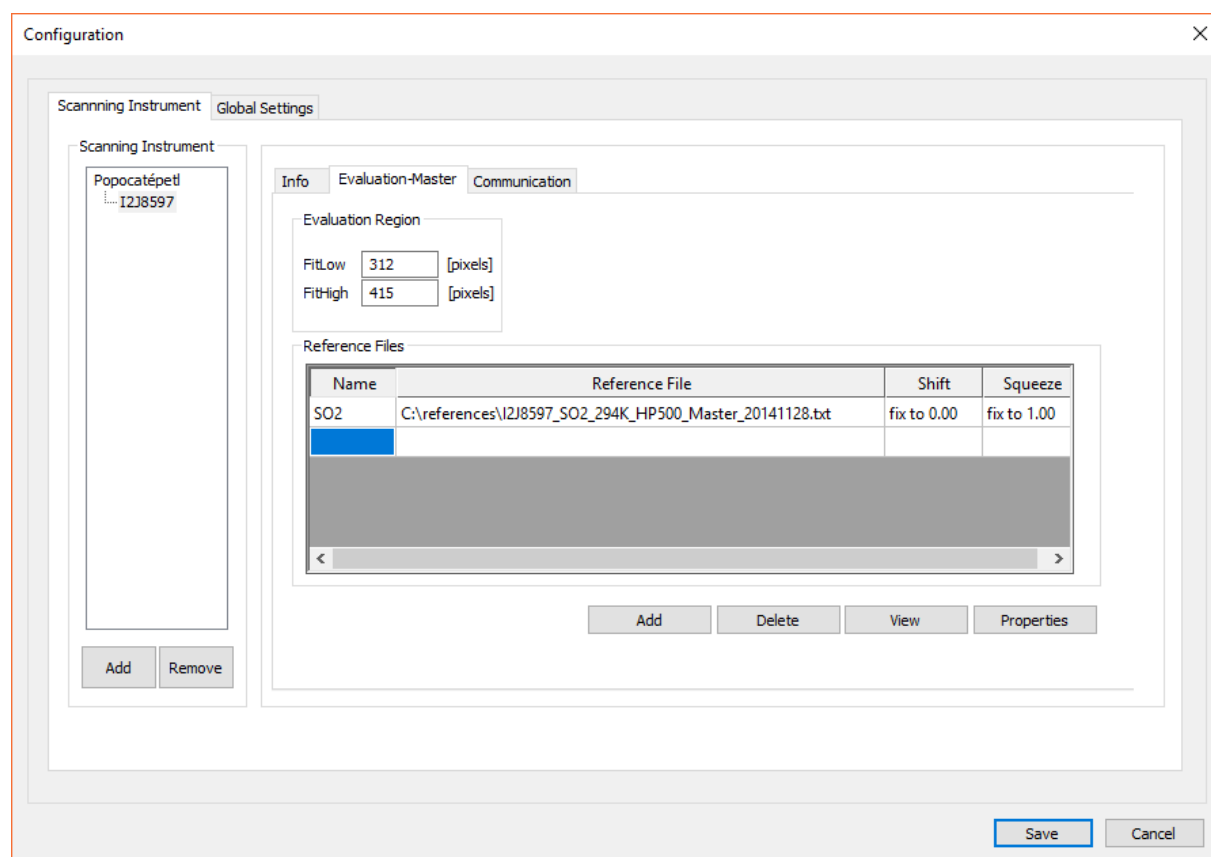 Configuration
Scannning Instrument Global Settings
Scanning Instrument
Popocatépetl
I2J8597
Add Remove
Info Evaluation-Master Communication
Evaluation Region
FitLow 312 [pixels]
FitHigh 415 [pixels]
Reference Files
Name Reference File Shift Squeeze
SO2 C:\references\I2J8597_SO2_294K_HP500_Master_20141128.txt fix to 0.00 fix to 1.00
Add Delete View Properties
Save Cancel